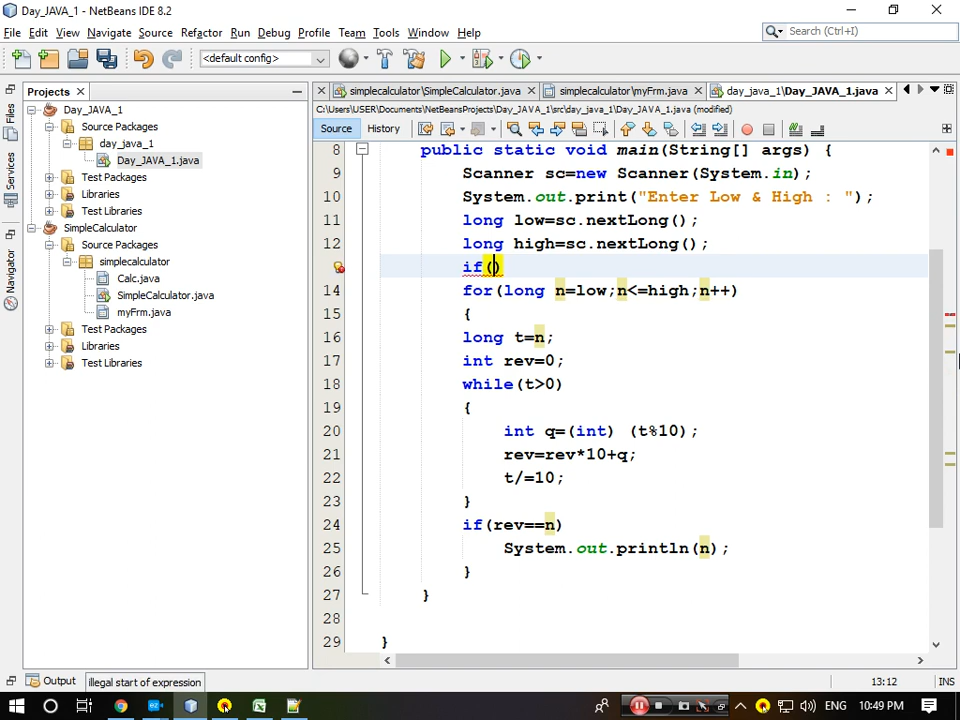 Day_JAVA_1 - NetBeans IDE 8.2
File Edit View Navigate Source Refactor Run Debug Profile Team Tools Window Help
Search (Ctrl+I)
<default config>
Projects
simplecalculator\SimpleCalculator.java
simplecalculator\myFrm.java
day_java_1\Day_JAVA_1.java
C:\Users\USER\Documents\NetBeansProjects\Day_JAVA_1\src\day_java_1\Day_JAVA_1.java (modified)
Source History
Files
Services
Navigator
Day_JAVA_1
Source Packages
day_java_1
Day_JAVA_1.java
Test Packages
Libraries
Test Libraries
SimpleCalculator
Source Packages
simplecalculator
Calc.java
SimpleCalculator.java
myFrm.java
Test Packages
Libraries
Test Libraries
8 public static void main(String[] args) {
9 Scanner sc=new Scanner(System.in);
10 System.out.print("Enter Low & High : ");
11 long low=sc.nextLong();
12 long high=sc.nextLong();
if()
14 for(long n=low;n<=high;n++)
15 {
16 long t=n;
17 int rev=0;
18 while(t>0)
19 {
20 int q=(int) (t%10);
21 rev=rev*10+q;
22 t/=10;
23 }
24 if(rev==n)
25 System.out.println(n);
26 }
27 }
28
29 }
Output
illegal start of expression
13:12
INS
ENG 10:49 PM